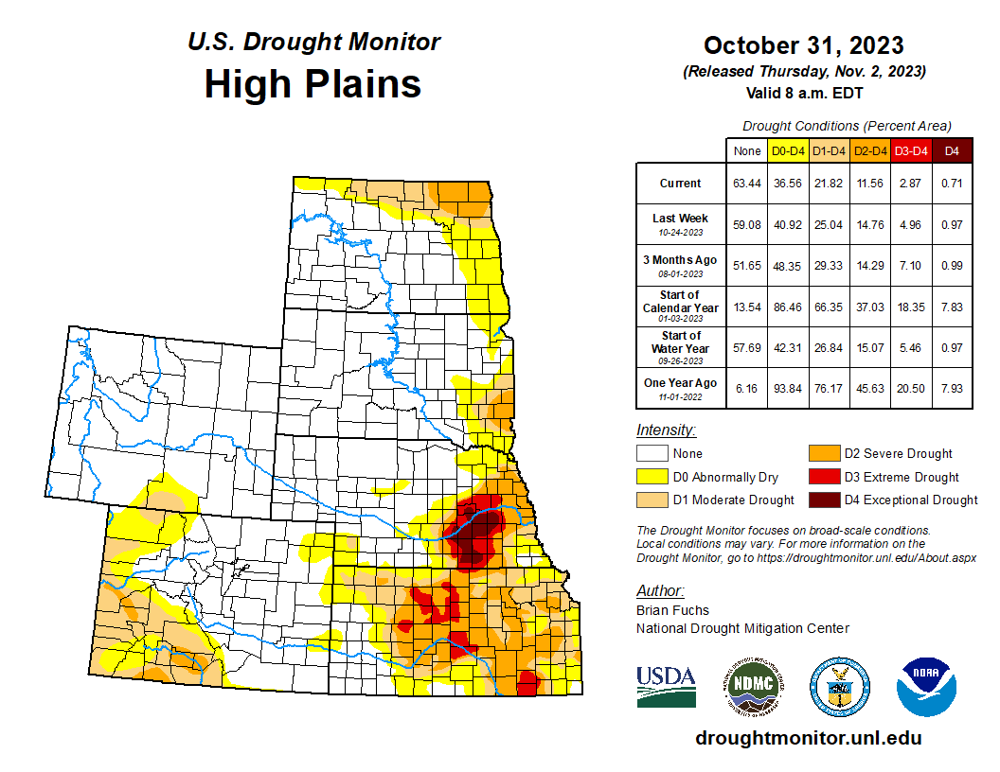 U.S. Drought Monitor
High Plains
October 31, 2023
(Released Thursday, Nov. 2, 2023)
Valid 8 a.m. EDT
Drought Conditions (Percent Area)
None D0-D4 D1-D4 D2-D4 D3-D4 D4
Current 63.44 36.56 21.82 11.56 2.87 0.71
Last Week
10-24-2023 59.08 40.92 25.04 14.76 4.96 0.97
3 Months Ago
08-01-2023 51.65 48.35 29.33 14.29 7.10 0.99
Start of
Calendar Year
01-03-2023 13.54 86.46 66.35 37.03 18.35 7.83
Start of
Water Year
09-26-2023 57.69 42.31 26.84 15.07 5.46 0.97
One Year Ago
11-01-2022 6.16 93.84 76.17 45.63 20.50 7.93
Intensity:
None
D0 Abnormally Dry
D1 Moderate Drought
D2 Severe Drought
D3 Extreme Drought
D4 Exceptional Drought
The Drought Monitor focuses on broad-scale conditions.
Local conditions may vary. For more information on the
Drought Monitor, go to https://droughtmonitor.unl.edu/About.aspx
Author:
Brian Fuchs
National Drought Mitigation Center
USDA
NDMC
NOAA
droughtmonitor.unl.edu